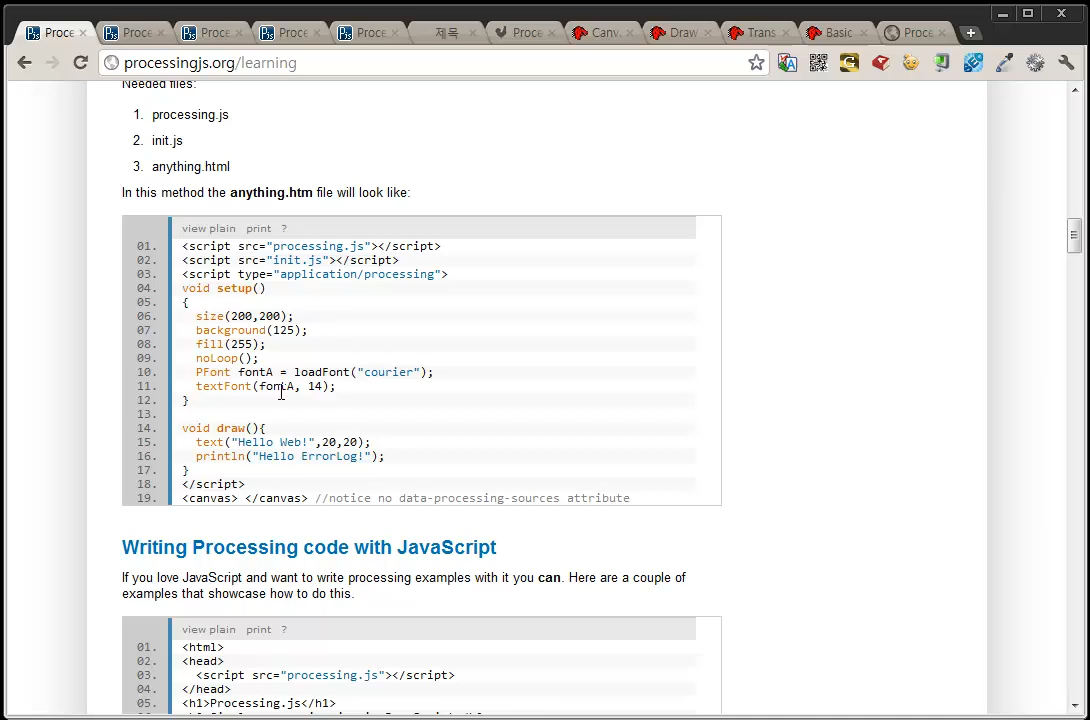 Proce
Proce
Proce
Proce
Proce
제목
Proce
Canv.
Draw
Trans
Basic
Proce
processingjs.org/learning
Needed files:
1. processing.js
2. init.js
3. anything.html
In this method the anything.htm file will look like:
view plain print ?
01. <script src="processing.js"></script>
02. <script src="init.js"></script>
03. <script type="application/processing">
04. void setup()
05. {
06. size(200,200);
07. background(125);
08. fill(255);
09. noLoop();
10. PFont fontA = loadFont("courier");
11. textFont(fontA, 14);
12. }
13.
14. void draw(){
15. text("Hello Web!",20,20);
16. println("Hello ErrorLog!");
17. }
18. </script>
19. <canvas> </canvas> //notice no data-processing-sources attribute
Writing Processing code with JavaScript
If you love JavaScript and want to write processing examples with it you can. Here are a couple of
examples that showcase how to do this.
view plain print ?
01. <html>
02. <head>
03. <script src="processing.js"></script>
04. </head>
05. <h1>Processing.js</h1>